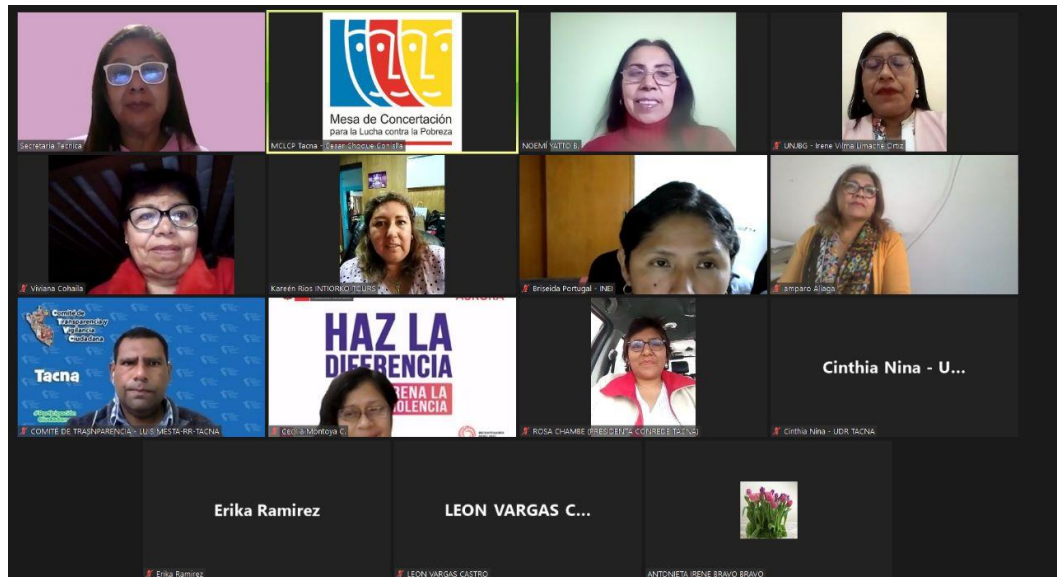 Secretaria Técnica
Mesa de Concertación
para la Lucha contra la Pobreza
MCLCP Tacna - Cesar Choque
NOEMÍ YATTO B.
UNJBG - Irene Vilma Limache Ortiz
Viviana Cohaila
Kareén Rios INTIORKO TOURS
Briseida Portugal - INEI
amparo Aliaga
Comité de
Transparencia y
Vigilancia
Ciudadana
Tacna
COMITÉ DE TRASNPARENCIA - LUIS MESTA-RR-TACNA
HAZ LA
DIFERENCIA
RENA LA
OLENCIA
Cecilia Montoya C.
ROSA CHAMBE (PRESIDENTA CONREDE TACNA)
Cinthia Nina - U...
Cinthia Nina - UDR TACNA
Erika Ramirez
Erika Ramirez
LEON VARGAS C...
LEON VARGAS CASTRO
ANTONIETA IRENE BRAVO BRAVO